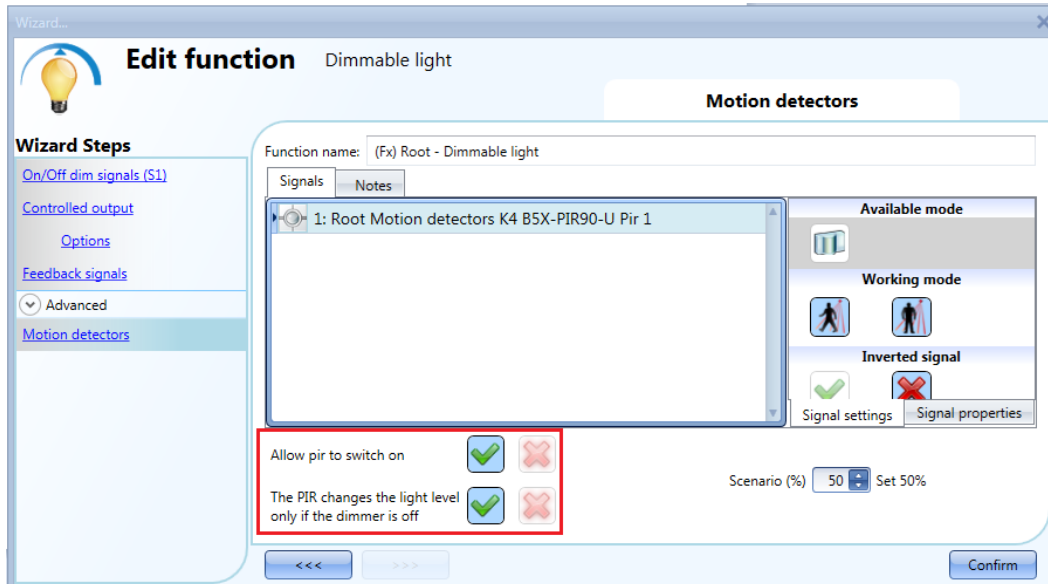 Wizard...
Edit function Dimmable light
Motion detectors
Wizard Steps
On/Off dim signals (S1)
Controlled output
Options
Feedback signals
Advanced
Motion detectors
Function name: (Fx) Root - Dimmable light
Signals Notes
1: Root Motion detectors K4 B5X-PIR90-U Pir 1
Available mode
Working mode
Inverted signal
Signal settings Signal properties
Allow pir to switch on
The PIR changes the light level
only if the dimmer is off
Scenario (%) 50 Set 50%
<<< >>> Confirm